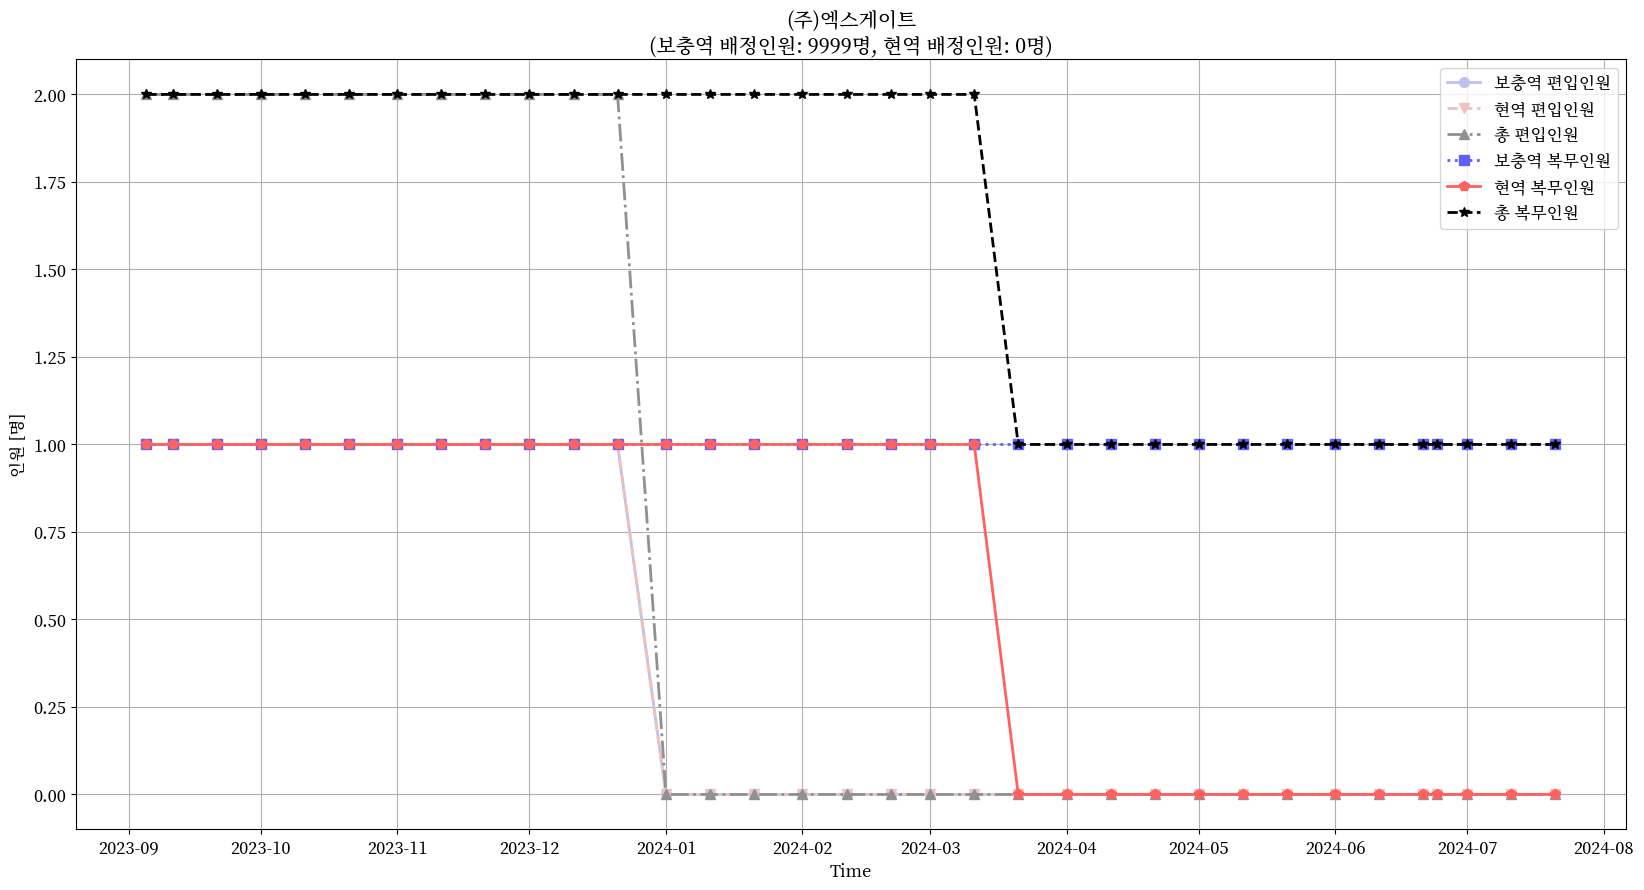 (주)엑스게이트
(보충역 배정인원: 9999명, 현역 배정인원: 0명)
보충역 편입인원
현역 편입인원
총 편입인원
보충역 복무인원
현역 복무인원
총 복무인원
인원 [명]
2.00
1.75
1.50
1.25
1.00
0.75
0.50
0.25
0.00
2023-09 2023-10 2023-11 2023-12 2024-01 2024-02 2024-03 2024-04 2024-05 2024-06 2024-07 2024-08
Time